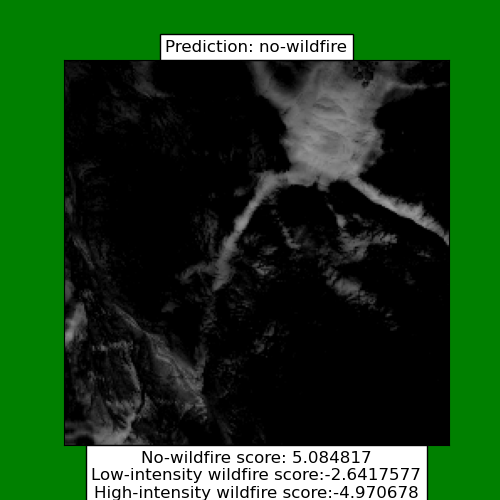 Prediction: no-wildfire
No-wildfire score: 5.084817
Low-intensity wildfire score:-2.6417577
High-intensity wildfire score:-4.970678